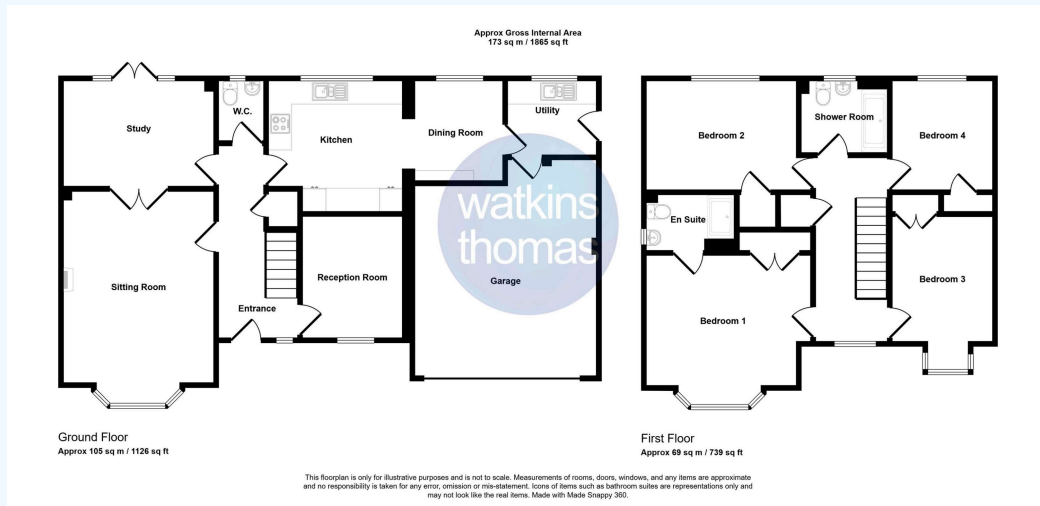 Approx Gross Internal Area
173 sq m / 1865 sq ft
Study
W.C.
Kitchen
Dining Room
Utility
Sitting Room
Entrance
Reception Room
Garage
watkins
thomas
Bedroom 2
Shower Room
Bedroom 4
En Suite
Bedroom 1
Bedroom 3
Ground Floor
Approx 105 sq m / 1126 sq ft
First Floor
Approx 69 sq m / 739 sq ft
This floorplan is only for illustrative purposes and is not to scale. Measurements of rooms, doors, windows, and any items are approximate
and no responsibility is taken for any error, omission or mis-statement. Icons of items such as bathroom suites are representations only and
may not look like the real items. Made with Made Snappy 360.